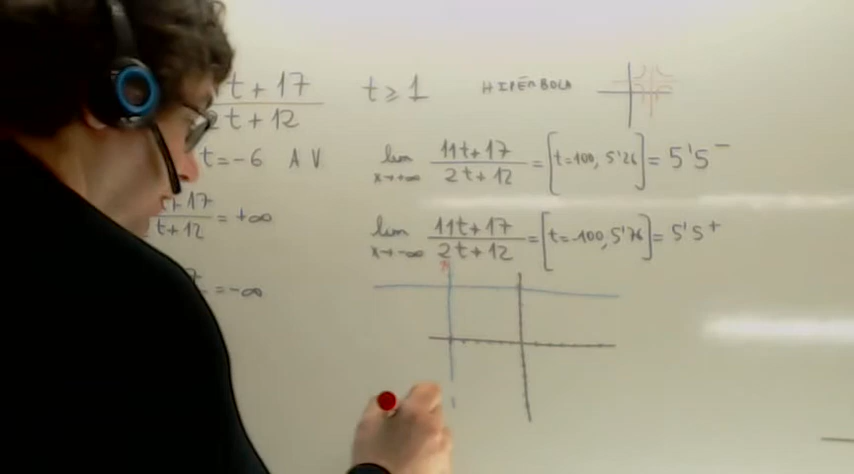 t + 17 t ≥ 1 HIPÉRBOLA
2t + 12
t = -6 A V lim 11t + 17 = [t = 100, 5'26] = 5'5⁻
x → +∞ 2t + 12
t + 17 = +∞
t + 12 lim 11t + 17 = [t = -100, 5'76] = 5'5⁺
x → -∞ 2t + 12
= -∞